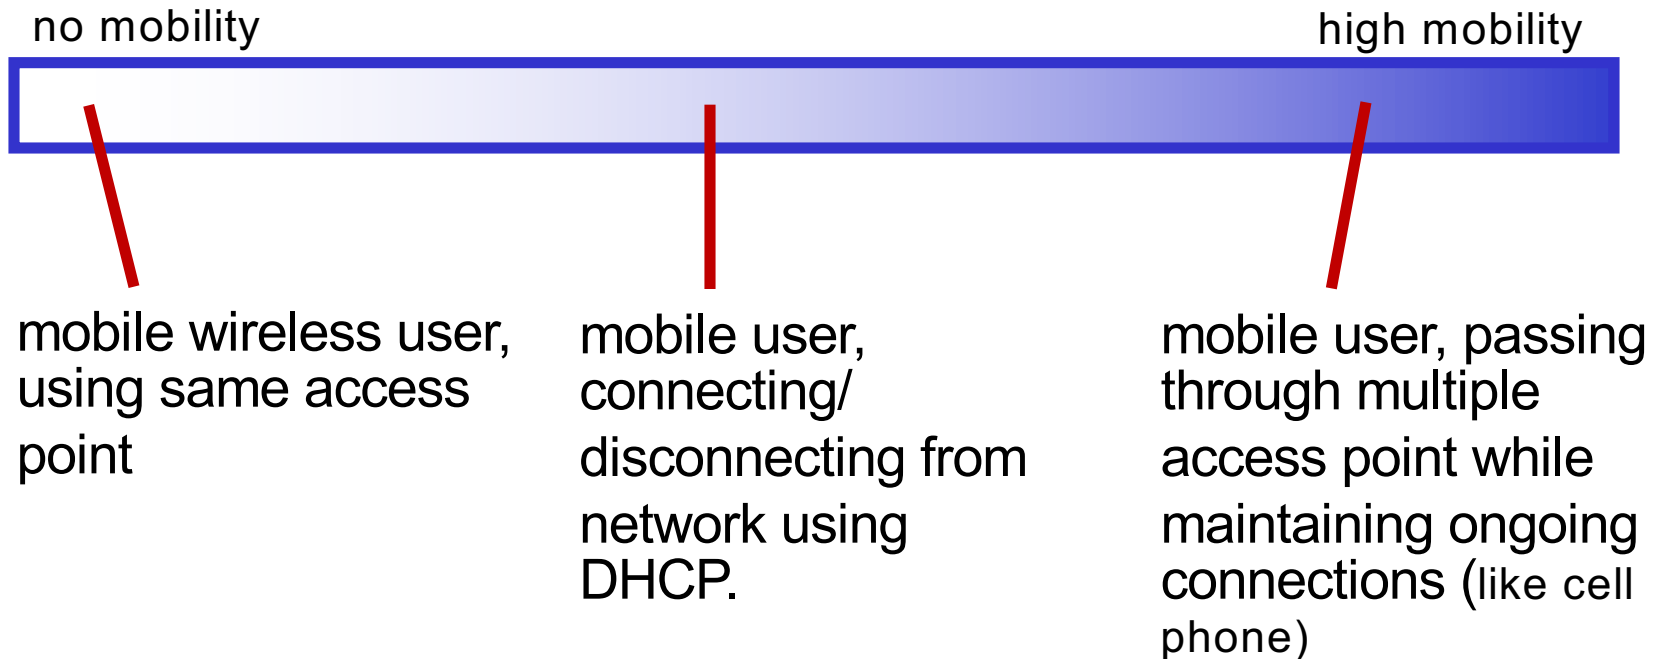 no mobility
high mobility
mobile wireless user,
using same access
point
mobile user,
connecting/
disconnecting from
network using
DHCP.
mobile user, passing
through multiple
access point while
maintaining ongoing
connections (like cell
phone)